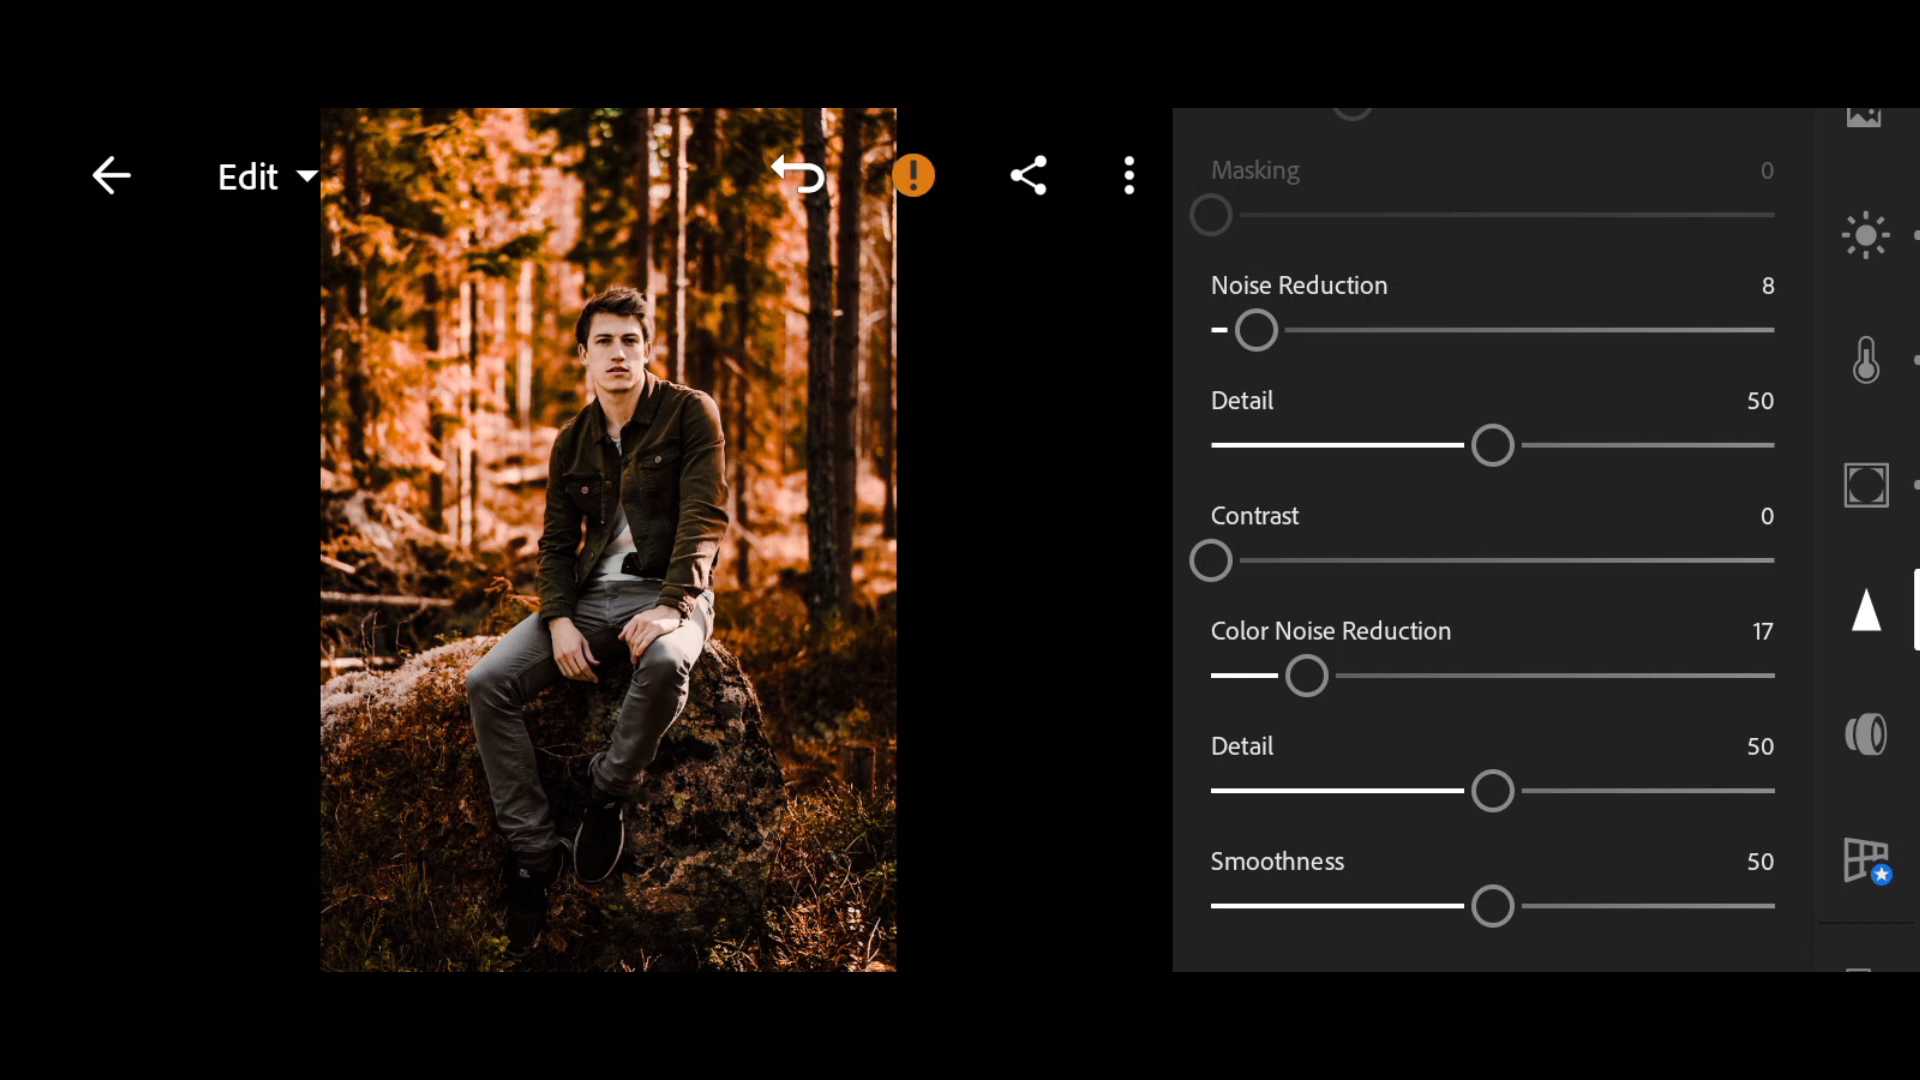 Edit
Masking 0
Noise Reduction 8
Detail 50
Contrast 0
Color Noise Reduction 17
Detail 50
Smoothness 50